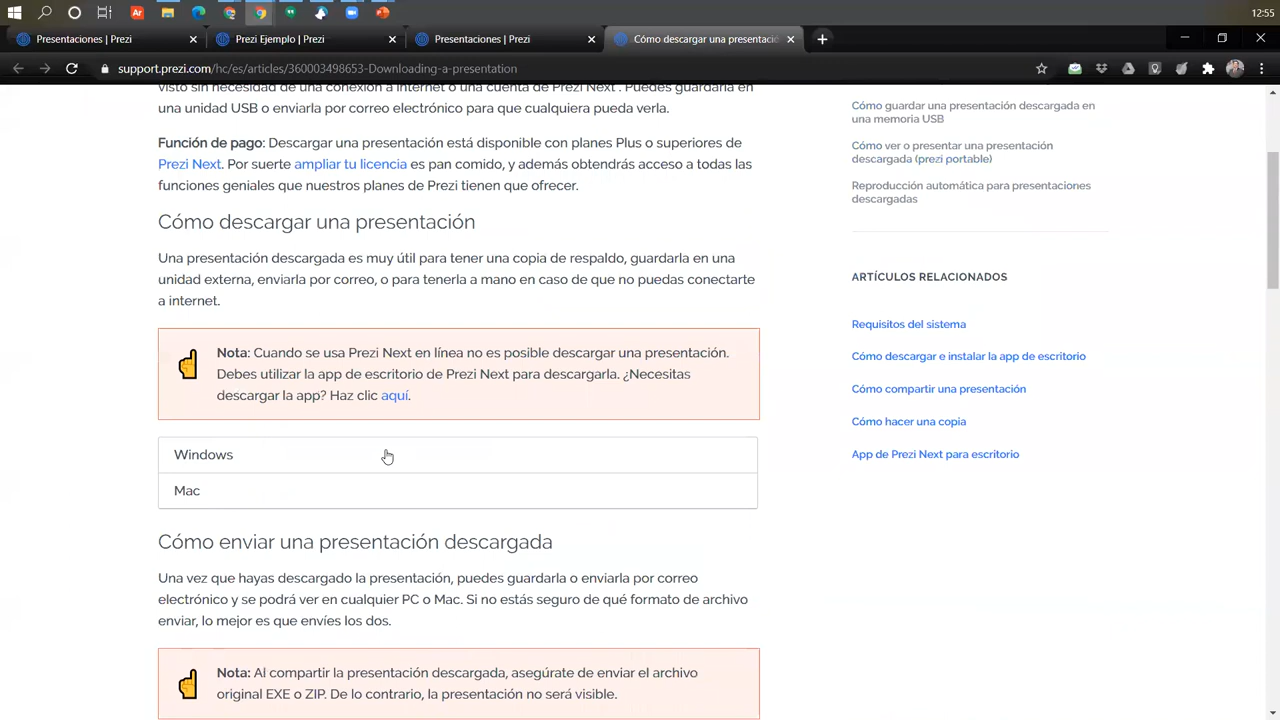 12:55
Presentaciones | Prezi
Prezi Ejemplo | Prezi
Presentaciones | Prezi
Cómo descargar una presentació
support.prezi.com/hc/es/articles/360003498653-Downloading-a-presentation
visto sin necesidad de una conexión a internet o una cuenta de Prezi Next . Puedes guardarla en
una unidad USB o enviarla por correo electrónico para que cualquiera pueda verla.
Función de pago: Descargar una presentación está disponible con planes Plus o superiores de
Prezi Next. Por suerte ampliar tu licencia es pan comido, y además obtendrás acceso a todas las
funciones geniales que nuestros planes de Prezi tienen que ofrecer.
Cómo descargar una presentación
Una presentación descargada es muy útil para tener una copia de respaldo, guardarla en una
unidad externa, enviarla por correo, o para tenerla a mano en caso de que no puedas conectarte
a internet.
Nota: Cuando se usa Prezi Next en línea no es posible descargar una presentación.
Debes utilizar la app de escritorio de Prezi Next para descargarla. ¿Necesitas
descargar la app? Haz clic aquí.
Windows
Mac
Cómo enviar una presentación descargada
Una vez que hayas descargado la presentación, puedes guardarla o enviarla por correo
electrónico y se podrá ver en cualquier PC o Mac. Si no estás seguro de qué formato de archivo
enviar, lo mejor es que envíes los dos.
Nota: Al compartir la presentación descargada, asegúrate de enviar el archivo
original EXE o ZIP. De lo contrario, la presentación no será visible.
Cómo guardar una presentación descargada en
una memoria USB
Cómo ver o presentar una presentación
descargada (prezi portable)
Reproducción automática para presentaciones
descargadas
ARTÍCULOS RELACIONADOS
Requisitos del sistema
Cómo descargar e instalar la app de escritorio
Cómo compartir una presentación
Cómo hacer una copia
App de Prezi Next para escritorio